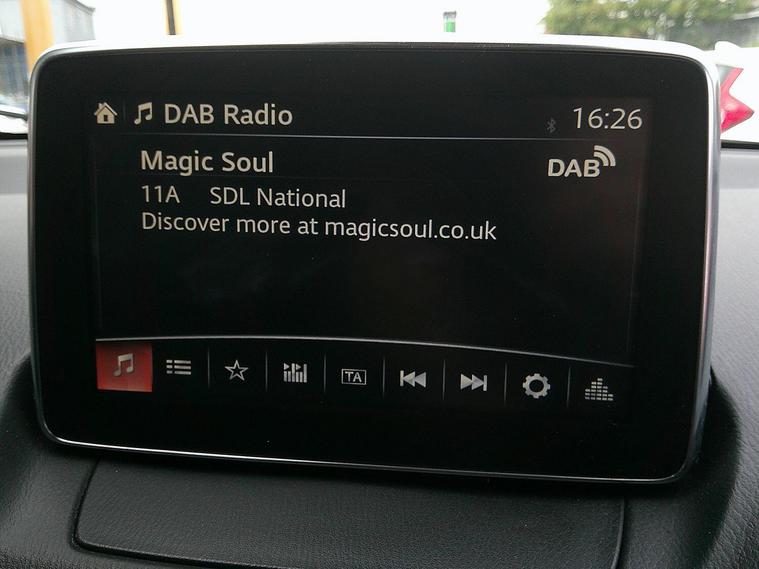 DAB Radio 16:26
Magic Soul DAB
11A SDL National
Discover more at magicsoul.co.uk
TA